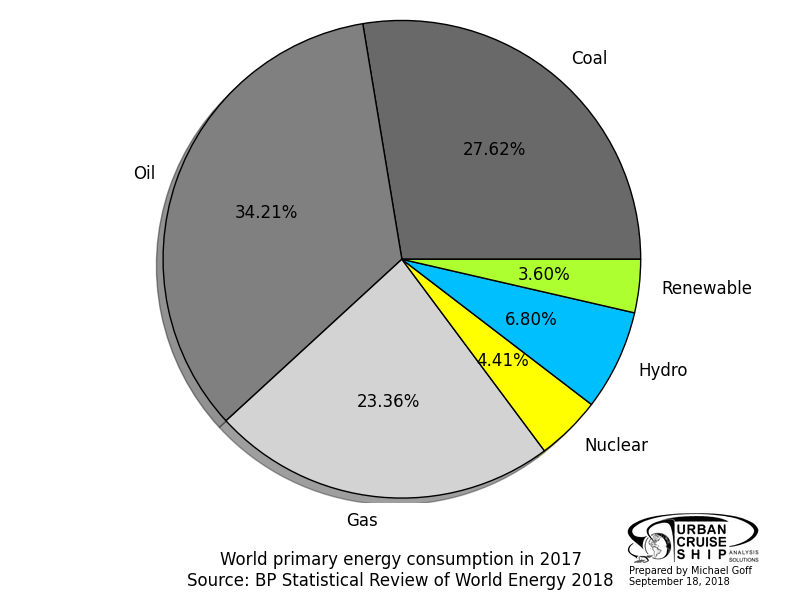 Coal
27.62%
Oil
34.21%
3.60%
Renewable
6.80%
Hydro
4.41%
Nuclear
23.36%
Gas
World primary energy consumption in 2017
Source: BP Statistical Review of World Energy 2018
URBAN
CRUISE
SHIP ANALYSIS
SOLUTIONS
Prepared by Michael Goff
September 18, 2018